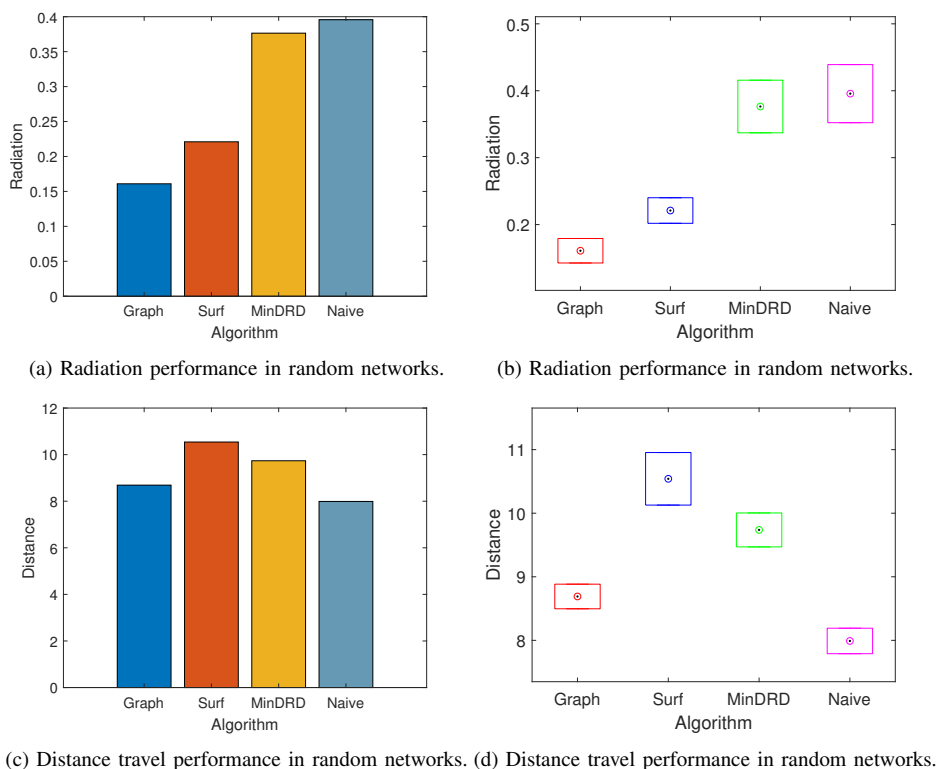 0.4
0.35
0.3
0.25
0.2
0.15
0.1
0.05
0
Radiation
Graph Surf MinDRD Naive
Algorithm
(a) Radiation performance in random networks.
0.5
0.4
0.3
0.2
Radiation
Graph Surf MinDRD Naive
Algorithm
(b) Radiation performance in random networks.
12
10
8
6
4
2
0
Distance
Graph Surf MinDRD Naive
Algorithm
(c) Distance travel performance in random networks.
11
10
9
8
Distance
Graph Surf MinDRD Naive
Algorithm
(d) Distance travel performance in random networks.